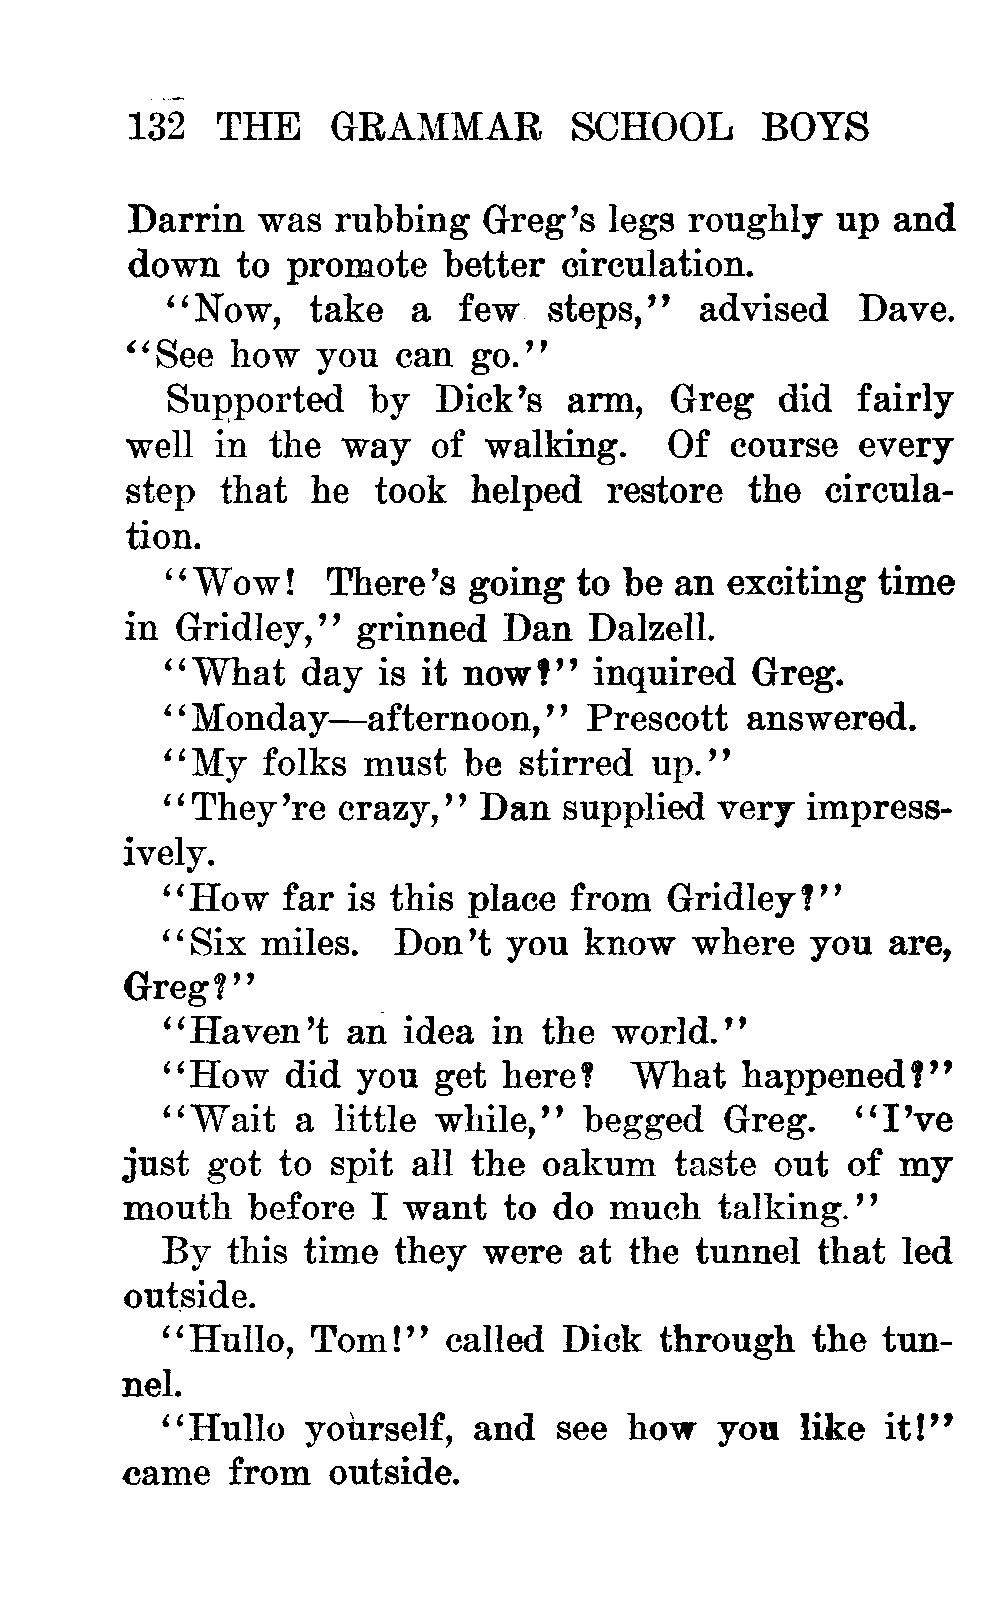 132 THE GRAMMAR SCHOOL BOYS
Darrin was rubbing Greg's legs roughly up and
down to promote better circulation.
"Now, take a few steps," advised Dave.
"See how you can go."
Supported by Dick's arm, Greg did fairly
well in the way of walking. Of course every
step that he took helped restore the circula-
tion.
"Wow! There's going to be an exciting time
in Gridley," grinned Dan Dalzell.
"What day is it now?" inquired Greg.
"Monday—afternoon," Prescott answered.
"My folks must be stirred up."
"They're crazy," Dan supplied very impress-
ively.
"How far is this place from Gridley?"
"Six miles. Don't you know where you are,
Greg?"
"Haven't an idea in the world."
"How did you get here? What happened?"
"Wait a little while," begged Greg. "I've
just got to spit all the oakum taste out of my
mouth before I want to do much talking."
By this time they were at the tunnel that led
outside.
"Hullo, Tom!" called Dick through the tun-
nel.
"Hullo yourself, and see how you like it!"
came from outside.